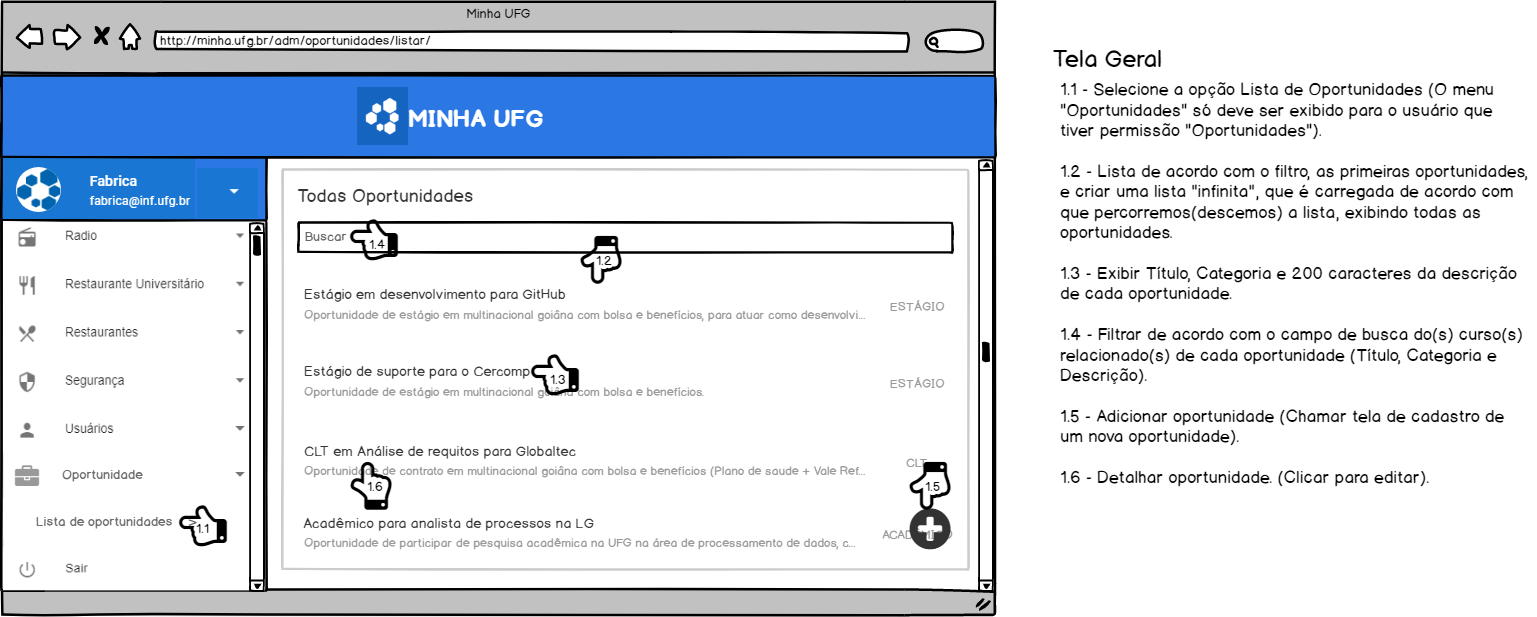 Minha UFG
http://minha.ufg.br/adm/oportunidades/listar/
MINHA UFG
Fabrica
fabrica@inf.ufg.br
Radio
Restaurante Universitário
Restaurantes
Segurança
Usuários
Oportunidade
Lista de oportunidades >
1.1
Sair
Todas Oportunidades
Buscar
1.4
1.2
Estágio em desenvolvimento para GitHub
Oportunidade de estágio em multinacional goiâna com bolsa e benefícios, para atuar como desenvolvi...
ESTÁGIO
Estágio de suporte para o Cercomp
1.3
Oportunidade de estágio em multinacional goiâna com bolsa e benefícios.
ESTÁGIO
CLT em Análise de requitos para Globaltec
Oportunidade de contrato em multinacional goiâna com bolsa e benefícios (Plano de saude + Vale Ref...
CLT
1.6
1.5
Acadêmico para analista de processos na LG
Oportunidade de participar de pesquisa acadêmica na UFG na área de processamento de dados, c...
Tela Geral
1.1 - Selecione a opção Lista de Oportunidades (O menu
"Oportunidades" só deve ser exibido para o usuário que
tiver permissão "Oportunidades").
1.2 - Lista de acordo com o filtro, as primeiras oportunidades,
e criar uma lista "infinita", que é carregada de acordo com
que percorremos(descemos) a lista, exibindo todas as
oportunidades.
1.3 - Exibir Título, Categoria e 200 caracteres da descrição
de cada oportunidade.
1.4 - Filtrar de acordo com o campo de busca do(s) curso(s)
relacionado(s) de cada oportunidade (Título, Categoria e
Descrição).
1.5 - Adicionar oportunidade (Chamar tela de cadastro de
um nova oportunidade).
1.6 - Detalhar oportunidade. (Clicar para editar).